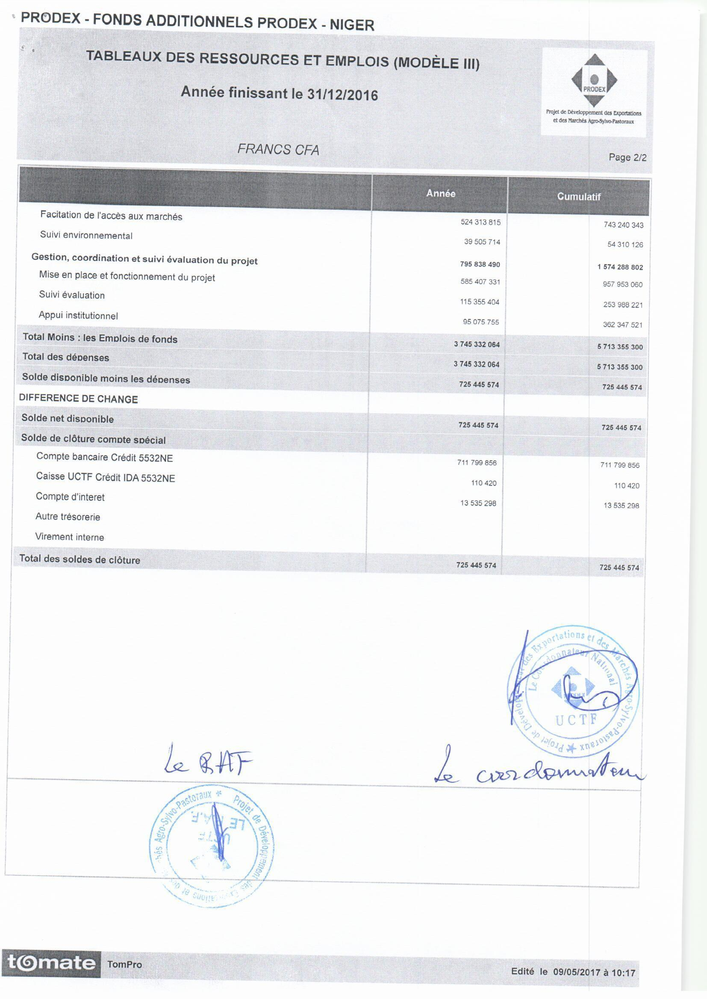 PRODEX - FONDS ADDITIONNELS PRODEX - NIGER
TABLEAUX DES RESSOURCES ET EMPLOIS (MODÈLE III)
Année finissant le 31/12/2016
PRODEX
Projet de Développement des Exportations
et des Marchés Agro-Sylvo-Pastoraux
FRANCS CFA
Page 2/2
Année Cumulatif
Facitation de l'accès aux marchés 524 313 815 743 240 343
Suivi environnemental 39 505 714 54 310 126
Gestion, coordination et suivi évaluation du projet 795 838 490 1 574 288 802
Mise en place et fonctionnement du projet 585 407 331 957 953 060
Suivi évaluation 115 355 404 253 988 221
Appui institutionnel 95 075 755 362 347 521
Total Moins : les Emplois de fonds 3 745 332 064 5 713 355 300
Total des dépenses 3 745 332 064 5 713 355 300
Solde disponible moins les dépenses 725 445 574 725 445 574
DIFFERENCE DE CHANGE
Solde net disponible 725 445 574 725 445 574
Solde de clôture compte spécial
Compte bancaire Crédit 5532NE 711 799 856 711 799 856
Caisse UCTF Crédit IDA 5532NE 110 420 110 420
Compte d'interet 13 535 298 13 535 298
Autre trésorerie
Virement interne
Total des soldes de clôture 725 445 574 725 445 574
Projet de Développement des Exportations et des Marchés Agro-Sylvo-Pastoraux
Le Coordonnateur National
PRODEX
UCTF
Le RAF
Le coordonnateur
Projet de Développement des Exportations et des Marchés Agro-Sylvo-Pastoraux
LE R.A.F.
UCTF
tomate
TomPro
Edité le 09/05/2017 à 10:17